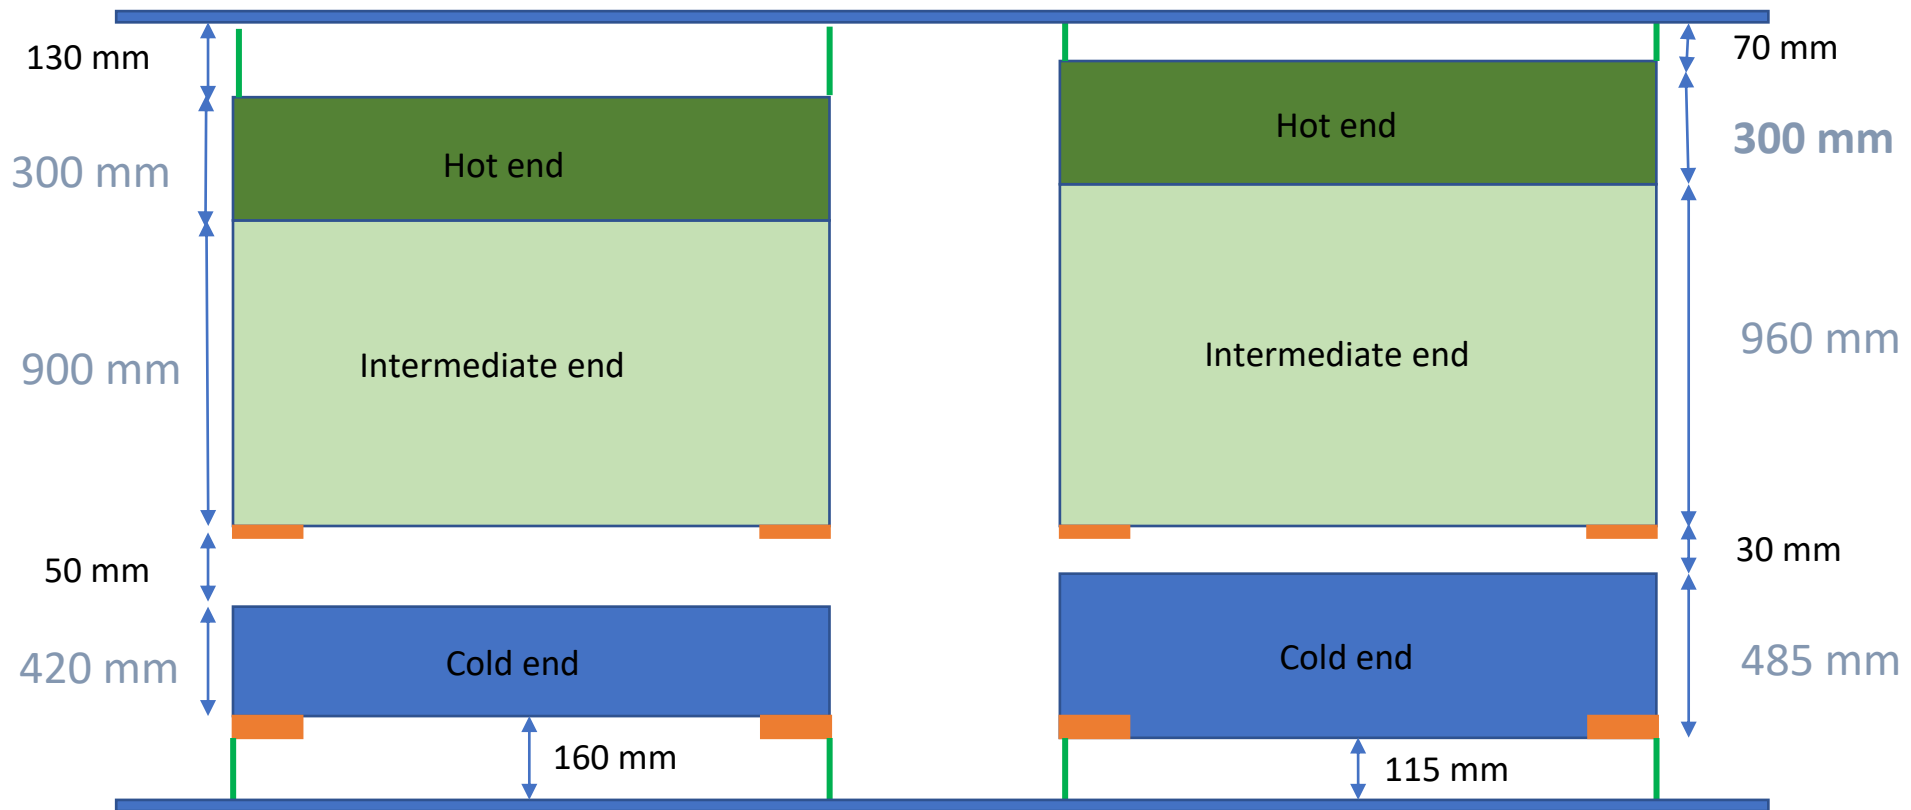 130 mm
70 mm
Hot end
300 mm
Hot end
300 mm
Intermediate end
900 mm
Intermediate end
960 mm
50 mm
30 mm
Cold end
420 mm
Cold end
485 mm
160 mm
115 mm